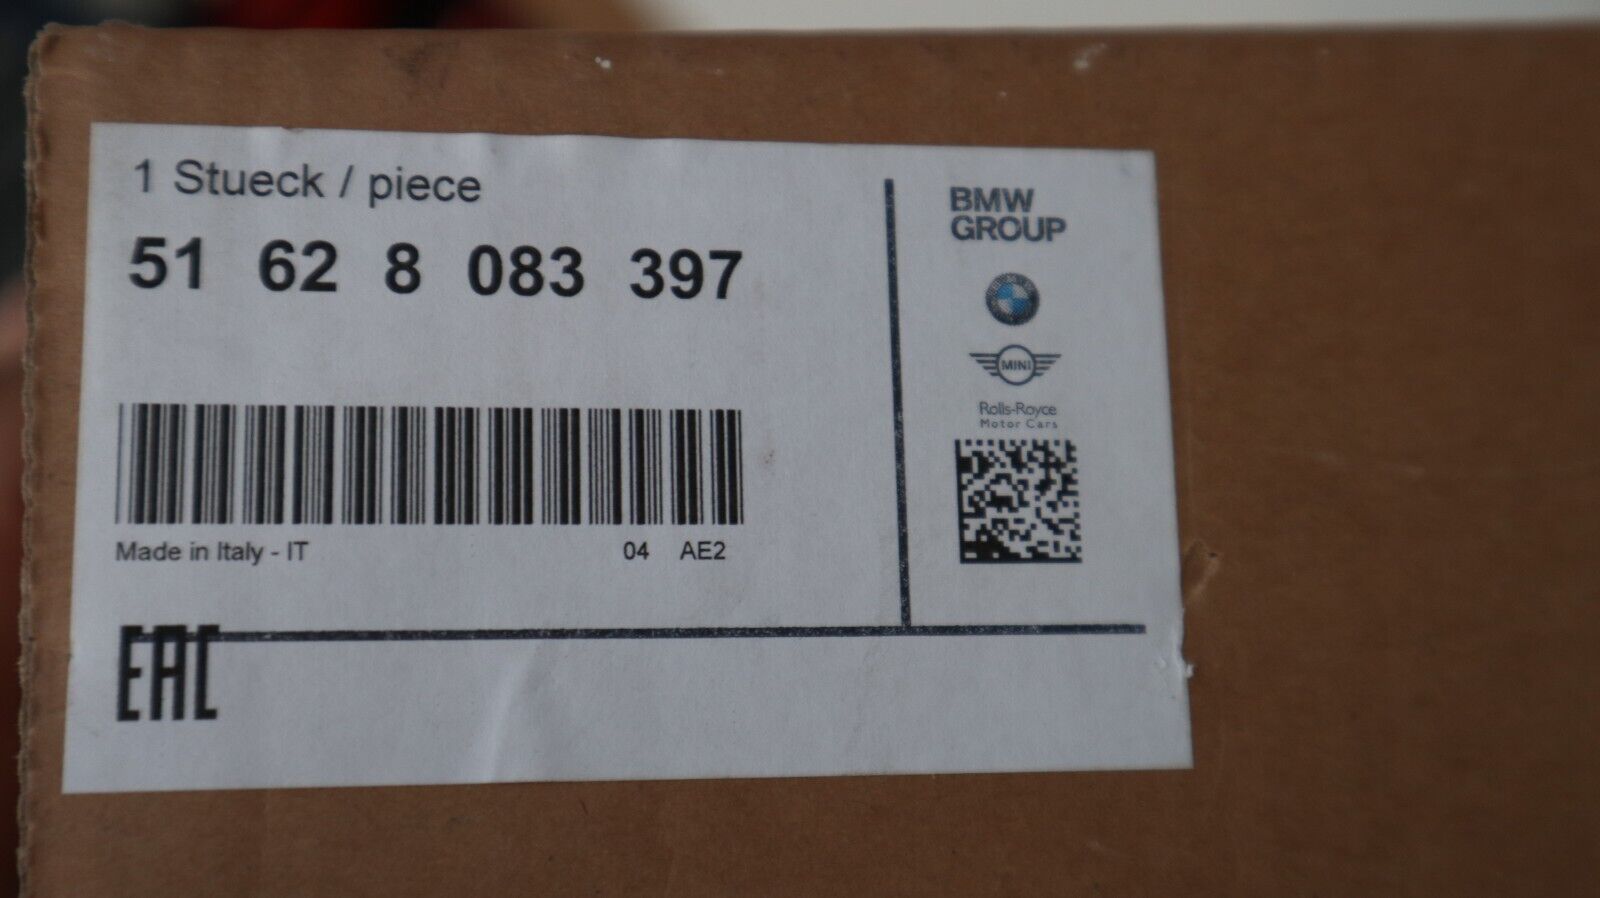 1 Stueck / piece
51 62 8 083 397
Made in Italy - IT
04 AE2
EAC
BMW
GROUP
MINI
Rolls-Royce
Motor Cars